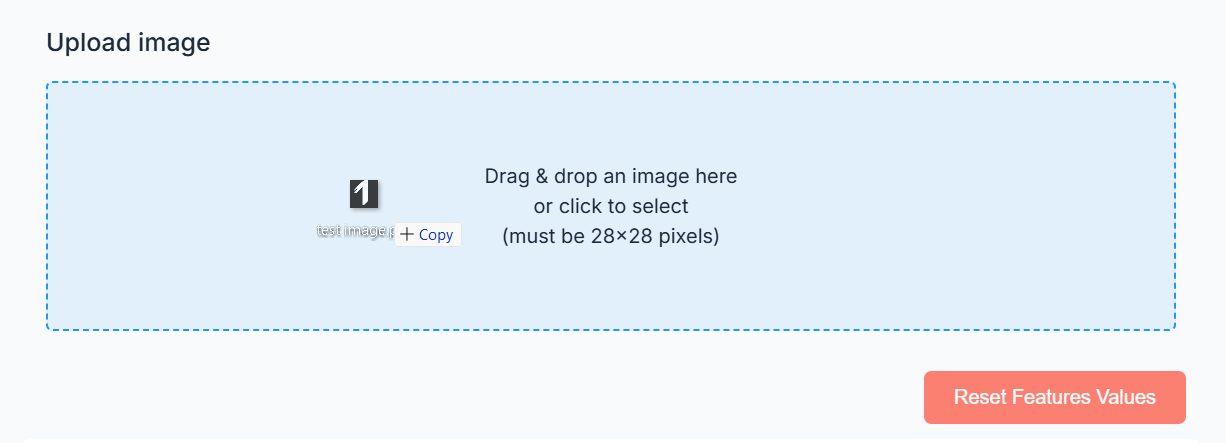 Upload image
Drag & drop an image here
or click to select
(must be 28×28 pixels)
1
test image.p
+ Copy
Reset Features Values